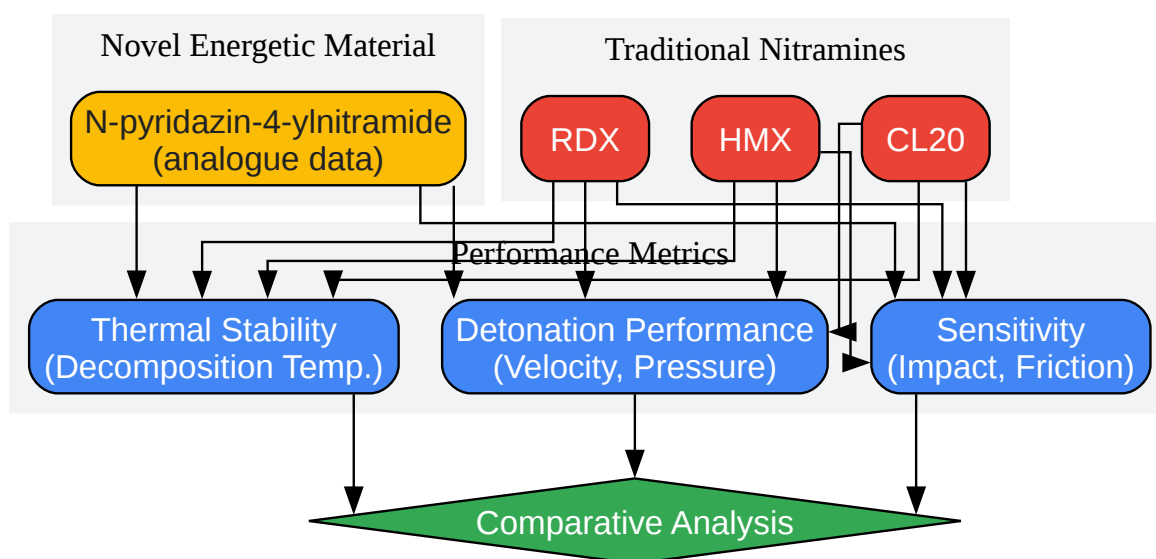 Novel Energetic Material
Traditional Nitramines
N-pyridazin-4-ylnitramide
(analogue data)
RDX
HMX
CL20
Performance Metrics
Thermal Stability
(Decomposition Temp.)
Detonation Performance
(Velocity, Pressure)
Sensitivity
(Impact, Friction)
Comparative Analysis